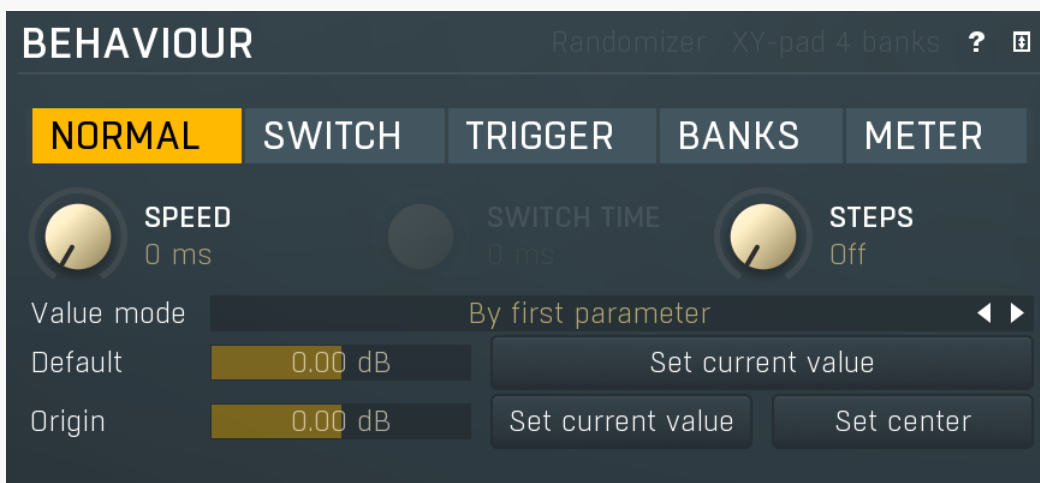 BEHAVIOUR Randomizer XY-pad 4 banks ?
NORMAL SWITCH TRIGGER BANKS METER
SPEED SWITCH TIME STEPS
0 ms 0 ms Off
Value mode By first parameter
Default 0.00 dB Set current value
Origin 0.00 dB Set current value Set center